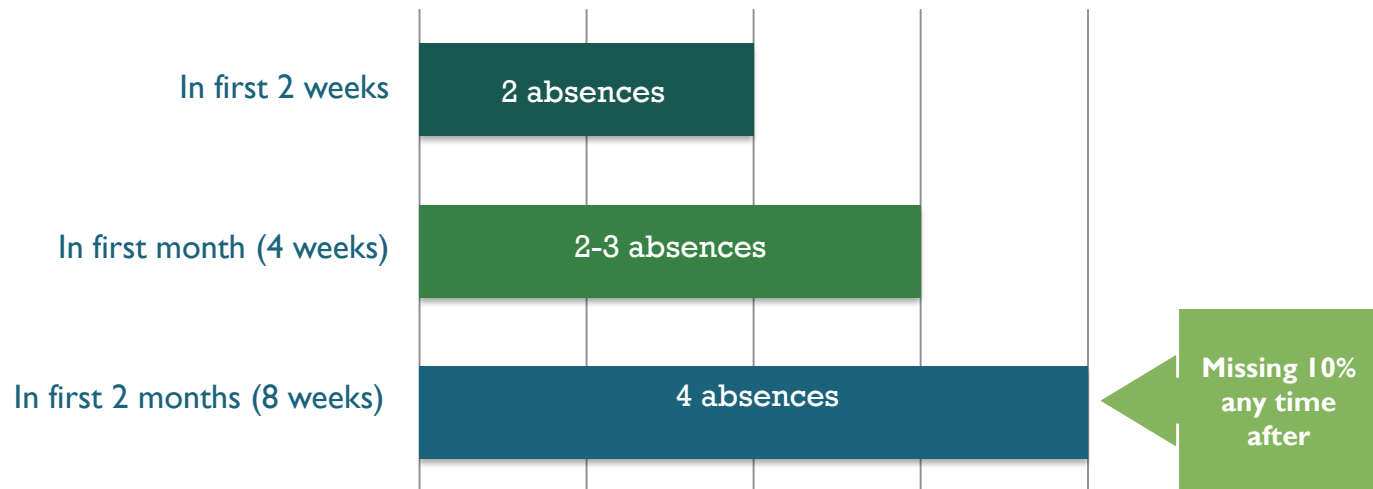 In first 2 weeks
2 absences
In first month (4 weeks)
2-3 absences
In first 2 months (8 weeks)
4 absences
Missing 10%
any time
after